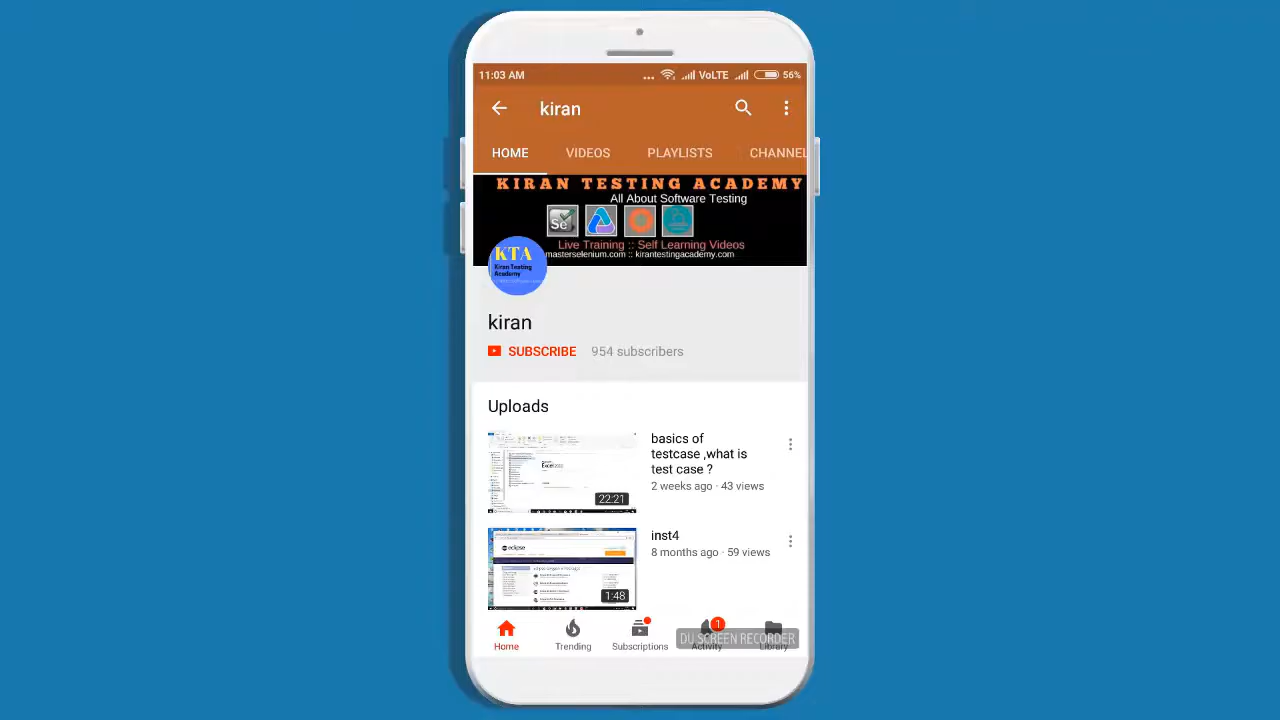 11:03 AM ... VoLTE 56%
kiran
HOME VIDEOS PLAYLISTS CHANNEL
KIRAN TESTING ACADEMY
All About Software Testing
Se
Live Training :: Self Learning Videos
masterselenium.com :: kirantestingacademy.com
KTA
Kiran Testing
Academy
kiran
SUBSCRIBE 954 subscribers
Uploads
basics of
testcase ,what is
test case ?
2 weeks ago · 43 views
22:21
inst4
8 months ago · 59 views
eclipse
1:48
1
DU SCREEN RECORDER
Home Trending Subscriptions Activity Library